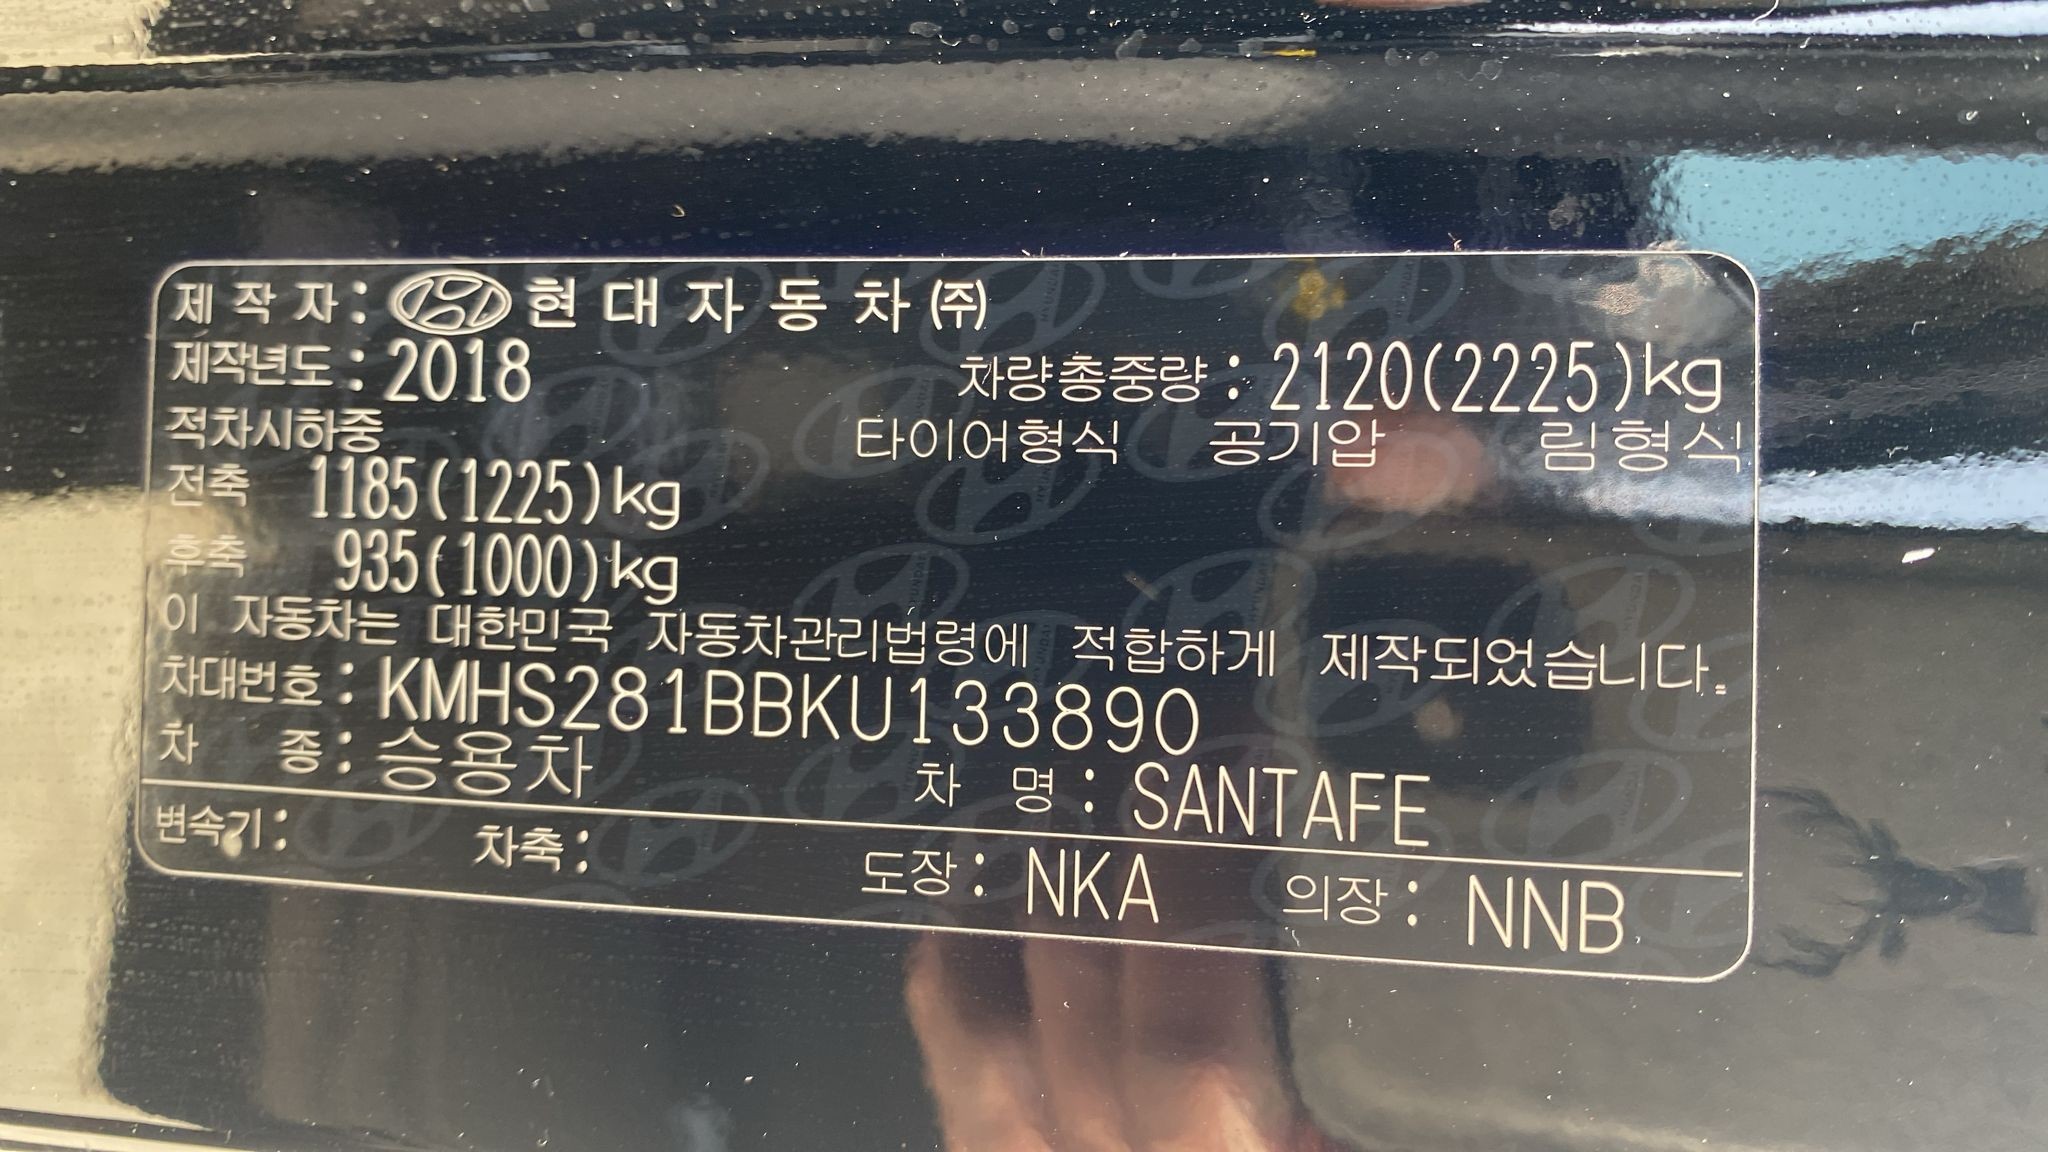 제 작 자 : 현 대 자 동 차 ㈜
제작년도 : 2018 차량총중량 : 2120(2225)kg
적차시하중 타이어형식 공기압 림형식
전축 1185(1225)kg
후축 935(1000)kg
이 자동차는 대한민국 자동차관리법령에 적합하게 제작되었습니다.
차대번호 : KMHS281BBKU133890
차 종 : 승용차 차 명 : SANTAFE
변속기 : 차축 : 도장 : NKA 의장 : NNB